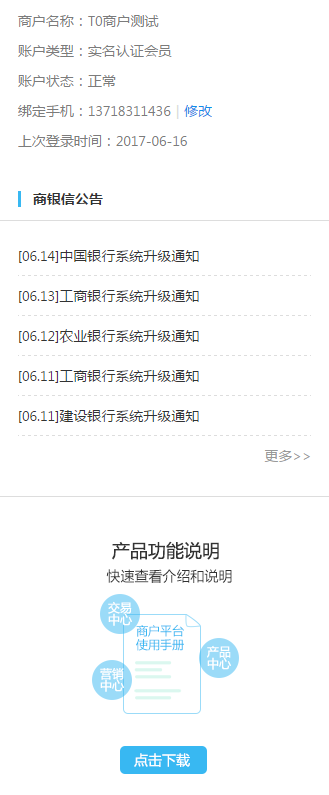 商户名称：T0商户测试
账户类型：实名认证会员
账户状态：正常
绑定手机：13718311436 | 修改
上次登录时间：2017-06-16
商银信公告
[06.14]中国银行系统升级通知
[06.13]工商银行系统升级通知
[06.12]农业银行系统升级通知
[06.11]工商银行系统升级通知
[06.11]建设银行系统升级通知
更多>>
产品功能说明
快速查看介绍和说明
交易
中心
商户平台
使用手册
产品
中心
营销
中心
点击下载